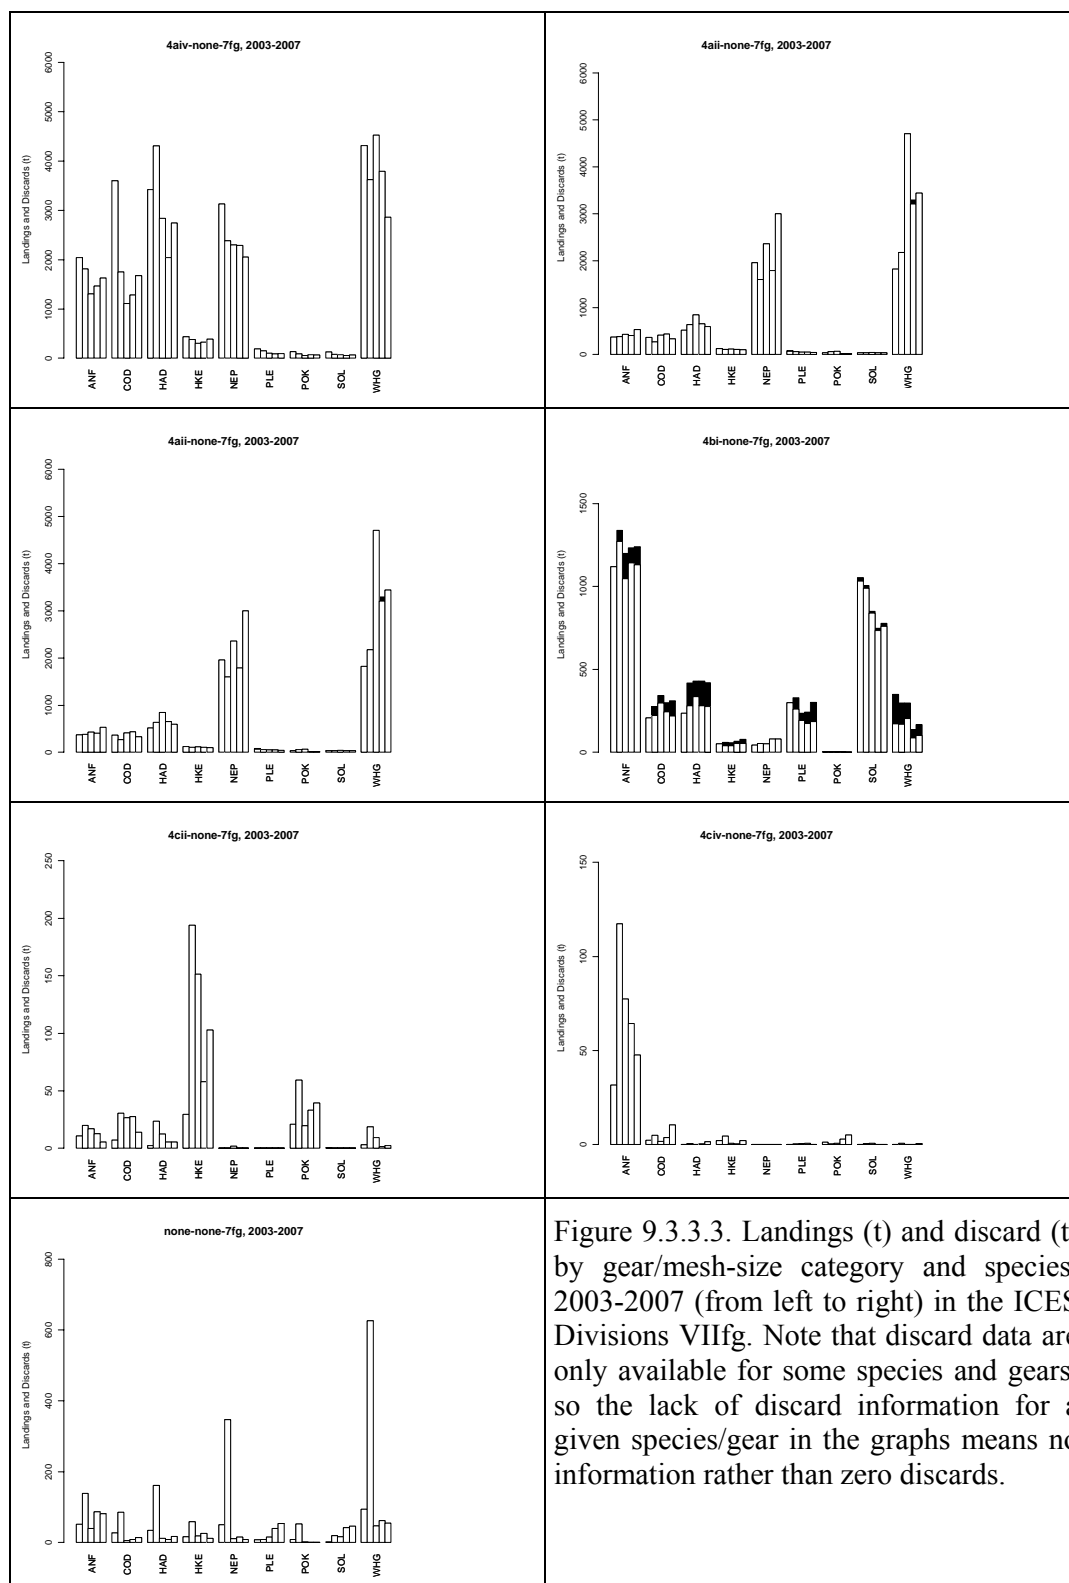 4aiv-none-7fg, 2003-2007
Landings and Discards (t)
0 1000 2000 3000 4000 5000 6000
ANF COD HAD HKE NEP PLE POK SOL WHG
4aii-none-7fg, 2003-2007
Landings and Discards (t)
0 1000 2000 3000 4000 5000 6000
ANF COD HAD HKE NEP PLE POK SOL WHG
4aii-none-7fg, 2003-2007
Landings and Discards (t)
0 1000 2000 3000 4000 5000 6000
ANF COD HAD HKE NEP PLE POK SOL WHG
4bi-none-7fg, 2003-2007
Landings and Discards (t)
0 500 1000 1500
ANF COD HAD HKE NEP PLE POK SOL WHG
4cii-none-7fg, 2003-2007
Landings and Discards (t)
0 50 100 150 200 250
ANF COD HAD HKE NEP PLE POK SOL WHG
4civ-none-7fg, 2003-2007
Landings and Discards (t)
0 50 100 150
ANF COD HAD HKE NEP PLE POK SOL WHG
none-none-7fg, 2003-2007
Landings and Discards (t)
0 200 400 600 800
ANF COD HAD HKE NEP PLE POK SOL WHG
Figure 9.3.3.3. Landings (t) and discard (t
by gear/mesh-size category and species
2003-2007 (from left to right) in the ICES
Divisions VIIfg. Note that discard data are
only available for some species and gears
so the lack of discard information for a
given species/gear in the graphs means no
information rather than zero discards.